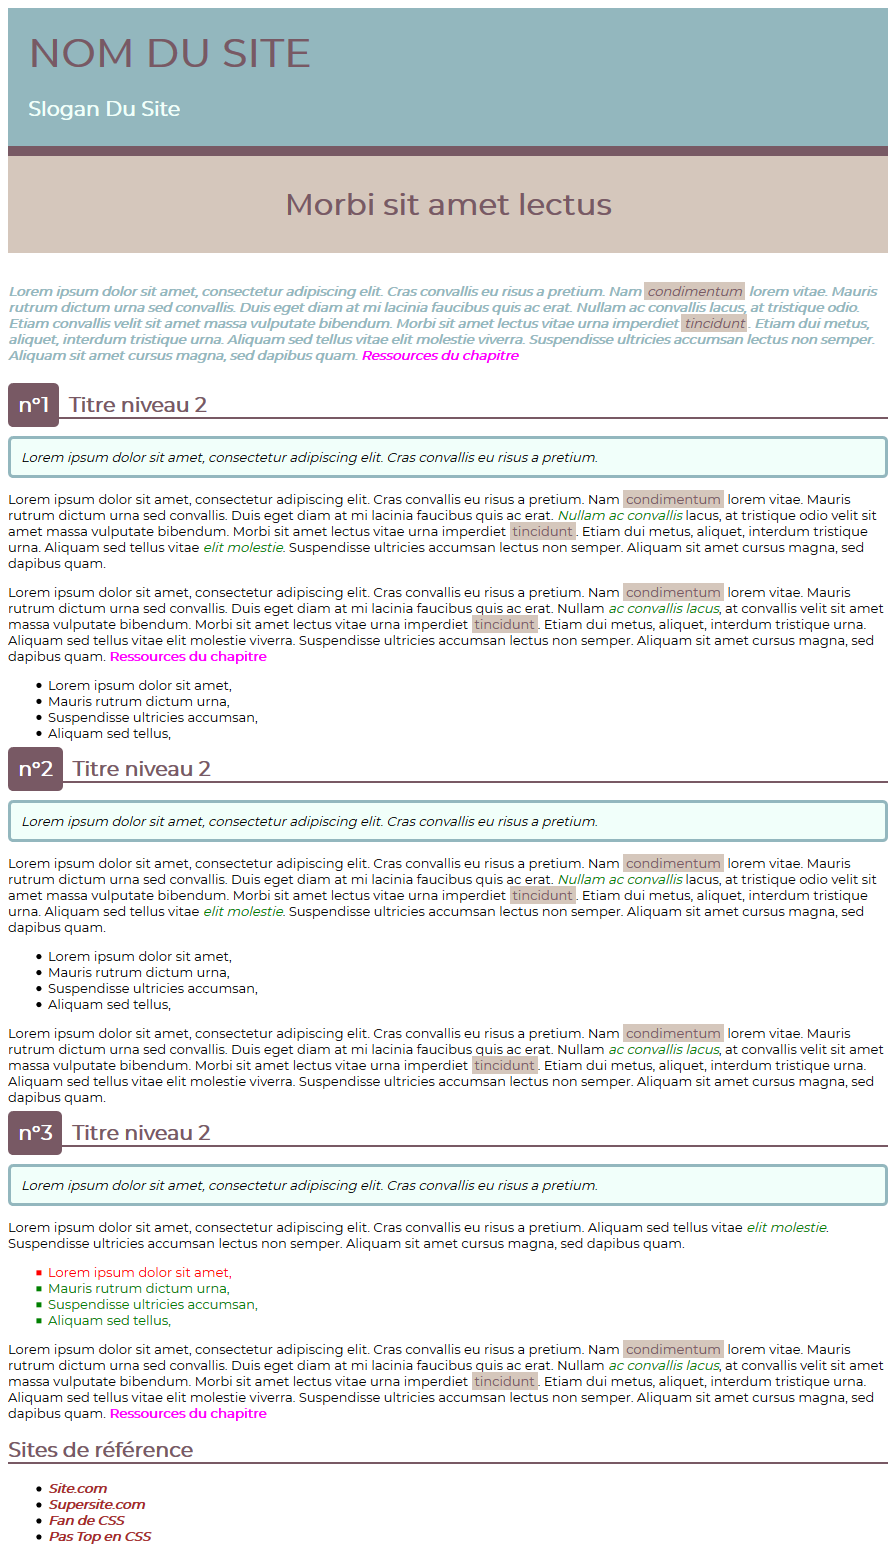 NOM DU SITE
Slogan Du Site
Morbi sit amet lectus
Lorem ipsum dolor sit amet, consectetur adipiscing elit. Cras convallis eu risus a pretium. Nam condimentum lorem vitae. Mauris
rutrum dictum urna sed convallis. Duis eget diam at mi lacinia faucibus quis ac erat. Nullam ac convallis lacus, at tristique odio.
Etiam convallis velit sit amet massa vulputate bibendum. Morbi sit amet lectus vitae urna imperdiet tincidunt. Etiam dui metus,
aliquet, interdum tristique urna. Aliquam sed tellus vitae elit molestie viverra. Suspendisse ultricies accumsan lectus non semper.
Aliquam sit amet cursus magna, sed dapibus quam. Ressources du chapitre
n°1 Titre niveau 2
Lorem ipsum dolor sit amet, consectetur adipiscing elit. Cras convallis eu risus a pretium.
Lorem ipsum dolor sit amet, consectetur adipiscing elit. Cras convallis eu risus a pretium. Nam condimentum lorem vitae. Mauris
rutrum dictum urna sed convallis. Duis eget diam at mi lacinia faucibus quis ac erat. Nullam ac convallis lacus, at tristique odio velit sit
amet massa vulputate bibendum. Morbi sit amet lectus vitae urna imperdiet tincidunt. Etiam dui metus, aliquet, interdum tristique
urna. Aliquam sed tellus vitae elit molestie. Suspendisse ultricies accumsan lectus non semper. Aliquam sit amet cursus magna, sed
dapibus quam.
Lorem ipsum dolor sit amet, consectetur adipiscing elit. Cras convallis eu risus a pretium. Nam condimentum lorem vitae. Mauris
rutrum dictum urna sed convallis. Duis eget diam at mi lacinia faucibus quis ac erat. Nullam ac convallis lacus, at convallis velit sit amet
massa vulputate bibendum. Morbi sit amet lectus vitae urna imperdiet tincidunt. Etiam dui metus, aliquet, interdum tristique urna.
Aliquam sed tellus vitae elit molestie viverra. Suspendisse ultricies accumsan lectus non semper. Aliquam sit amet cursus magna, sed
dapibus quam. Ressources du chapitre
Lorem ipsum dolor sit amet,
Mauris rutrum dictum urna,
Suspendisse ultricies accumsan,
Aliquam sed tellus,
n°2 Titre niveau 2
Lorem ipsum dolor sit amet, consectetur adipiscing elit. Cras convallis eu risus a pretium.
Lorem ipsum dolor sit amet, consectetur adipiscing elit. Cras convallis eu risus a pretium. Nam condimentum lorem vitae. Mauris
rutrum dictum urna sed convallis. Duis eget diam at mi lacinia faucibus quis ac erat. Nullam ac convallis lacus, at tristique odio velit sit
amet massa vulputate bibendum. Morbi sit amet lectus vitae urna imperdiet tincidunt. Etiam dui metus, aliquet, interdum tristique
urna. Aliquam sed tellus vitae elit molestie. Suspendisse ultricies accumsan lectus non semper. Aliquam sit amet cursus magna, sed
dapibus quam.
Lorem ipsum dolor sit amet,
Mauris rutrum dictum urna,
Suspendisse ultricies accumsan,
Aliquam sed tellus,
Lorem ipsum dolor sit amet, consectetur adipiscing elit. Cras convallis eu risus a pretium. Nam condimentum lorem vitae. Mauris
rutrum dictum urna sed convallis. Duis eget diam at mi lacinia faucibus quis ac erat. Nullam ac convallis lacus, at convallis velit sit amet
massa vulputate bibendum. Morbi sit amet lectus vitae urna imperdiet tincidunt. Etiam dui metus, aliquet, interdum tristique urna.
Aliquam sed tellus vitae elit molestie viverra. Suspendisse ultricies accumsan lectus non semper. Aliquam sit amet cursus magna, sed
dapibus quam.
n°3 Titre niveau 2
Lorem ipsum dolor sit amet, consectetur adipiscing elit. Cras convallis eu risus a pretium.
Lorem ipsum dolor sit amet, consectetur adipiscing elit. Cras convallis eu risus a pretium. Aliquam sed tellus vitae elit molestie.
Suspendisse ultricies accumsan lectus non semper. Aliquam sit amet cursus magna, sed dapibus quam.
Lorem ipsum dolor sit amet,
Mauris rutrum dictum urna,
Suspendisse ultricies accumsan,
Aliquam sed tellus,
Lorem ipsum dolor sit amet, consectetur adipiscing elit. Cras convallis eu risus a pretium. Nam condimentum lorem vitae. Mauris
rutrum dictum urna sed convallis. Duis eget diam at mi lacinia faucibus quis ac erat. Nullam ac convallis lacus, at convallis velit sit amet
massa vulputate bibendum. Morbi sit amet lectus vitae urna imperdiet tincidunt. Etiam dui metus, aliquet, interdum tristique urna.
Aliquam sed tellus vitae elit molestie viverra. Suspendisse ultricies accumsan lectus non semper. Aliquam sit amet cursus magna, sed
dapibus quam. Ressources du chapitre
Sites de référence
Site.com
Supersite.com
Fan de CSS
Pas Top en CSS